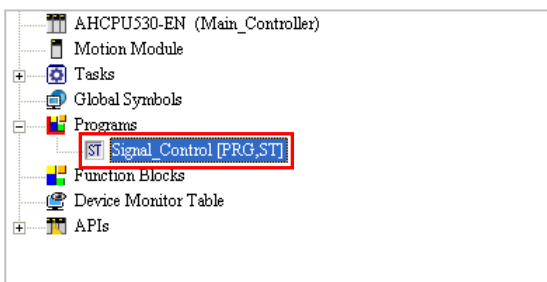 AHCPU530-EN (Main_Controller)
Motion Module
Tasks
Global Symbols
Programs
ST Signal_Control [PRG,ST]
Function Blocks
Device Monitor Table
APIs